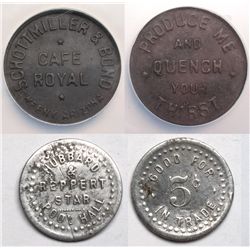 SCHOTTMILLER & BOND
CAFE
ROYAL
PRODUCE ME
AND
QUENCH
YOUR
THIRST
HUBBARD
&
REPPERT
STAR
POOL HALL
GOOD FOR
5¢
IN TRADE